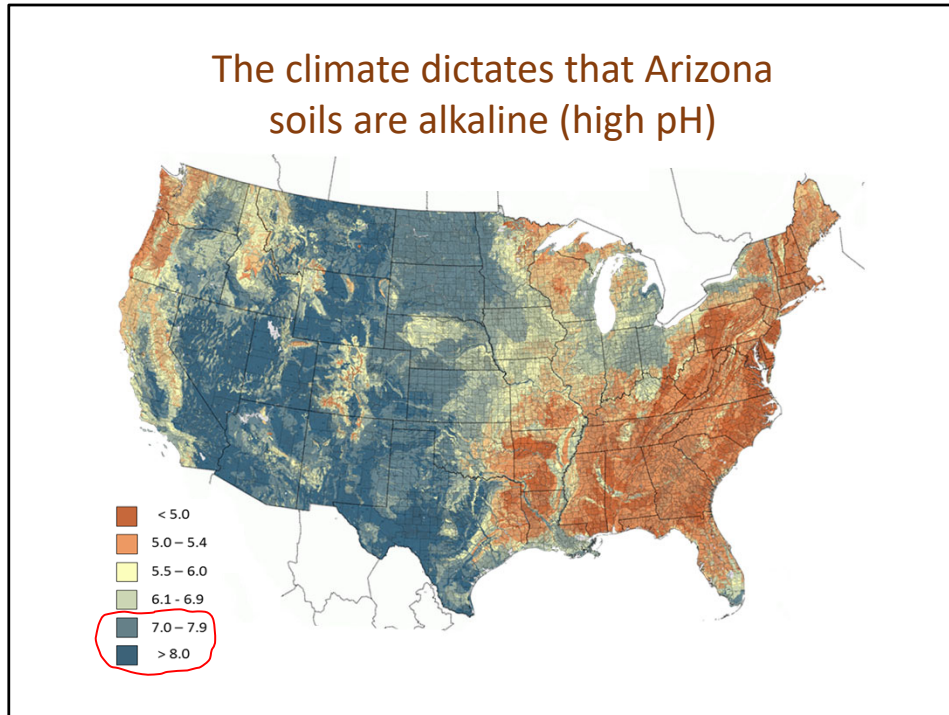 The climate dictates that Arizona
soils are alkaline (high pH)
< 5.0
5.0 – 5.4
5.5 – 6.0
6.1 - 6.9
7.0 – 7.9
> 8.0